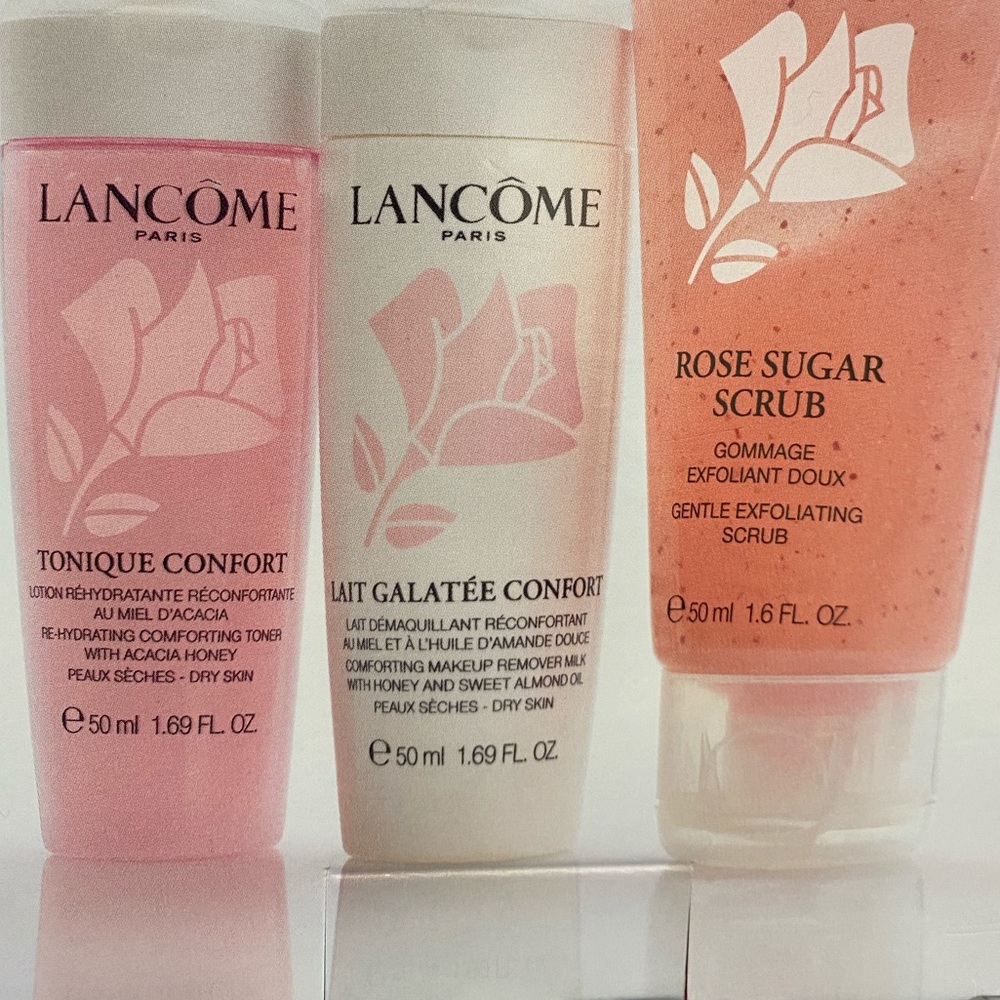 LANCÔME
PARIS
TONIQUE CONFORT
LOTION RÉHYDRATANTE RÉCONFORTANTE
AU MIEL D'ACACIA
RE-HYDRATING COMFORTING TONER
WITH ACACIA HONEY
PEAUX SÈCHES - DRY SKIN
℮ 50 ml 1.69 FL. OZ.
LANCÔME
PARIS
LAIT GALATÉE CONFORT
LAIT DÉMAQUILLANT RÉCONFORTANT
AU MIEL ET À L'HUILE D'AMANDE DOUCE
COMFORTING MAKEUP REMOVER MILK
WITH HONEY AND SWEET ALMOND OIL
PEAUX SÈCHES - DRY SKIN
℮ 50 ml 1.69 FL. OZ.
ROSE SUGAR
SCRUB
GOMMAGE
EXFOLIANT DOUX
GENTLE EXFOLIATING
SCRUB
℮ 50 ml 1.6 FL. OZ.